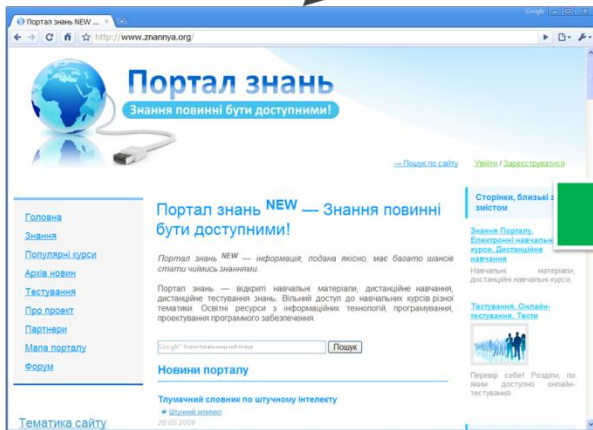 Портал знань NEW ...
Google
http://www.znannya.org/
Портал знань
Знання повинні бути доступними!
→ Пошук по сайту
Увійти / Зареєструватися
Головна
Знання
Популярні курси
Архів новин
Тестування
Про проект
Партнери
Мапа порталу
Форум
Тематика сайту
Портал знань NEW — Знання повинні
бути доступними!
Портал знань NEW — інформація, подана якісно, має багато шансів
стати чиїмись знаннями.
Портал знань — відкриті навчальні матеріали, дистанційне навчання,
дистанційне тестування знань. Вільний доступ до навчальних курсів різної
тематики. Освітні ресурси з інформаційних технологій, програмування,
проектування програмного забезпечення.
Google
Пошук
Новини порталу
Тлумачний словник по штучному інтелекту
Штучний інтелект
28.05.2009
Сторінки, близькі з
змістом
Знання Порталу.
Електронні навчальн
курси. Дистанційне
навчання
Навчальні матеріали,
дистанційні навчальні курси.
Тестування. Онлайн-
тестування. Тести
Перевір себе! Розділи, по
яким доступно онлайн-
тестування